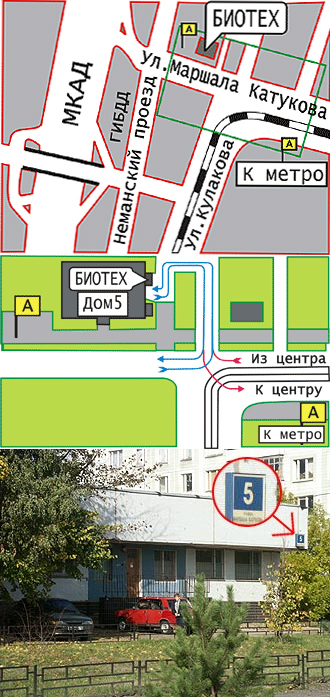 А
БИОТЕХ
Ул. Маршала Катукова
МКАД
ГИБДД
Неманский проезд
Ул. Кулакова
А
К метро
БИОТЕХ
Дом5
А
Из центра
К центру
А
К метро
5
5